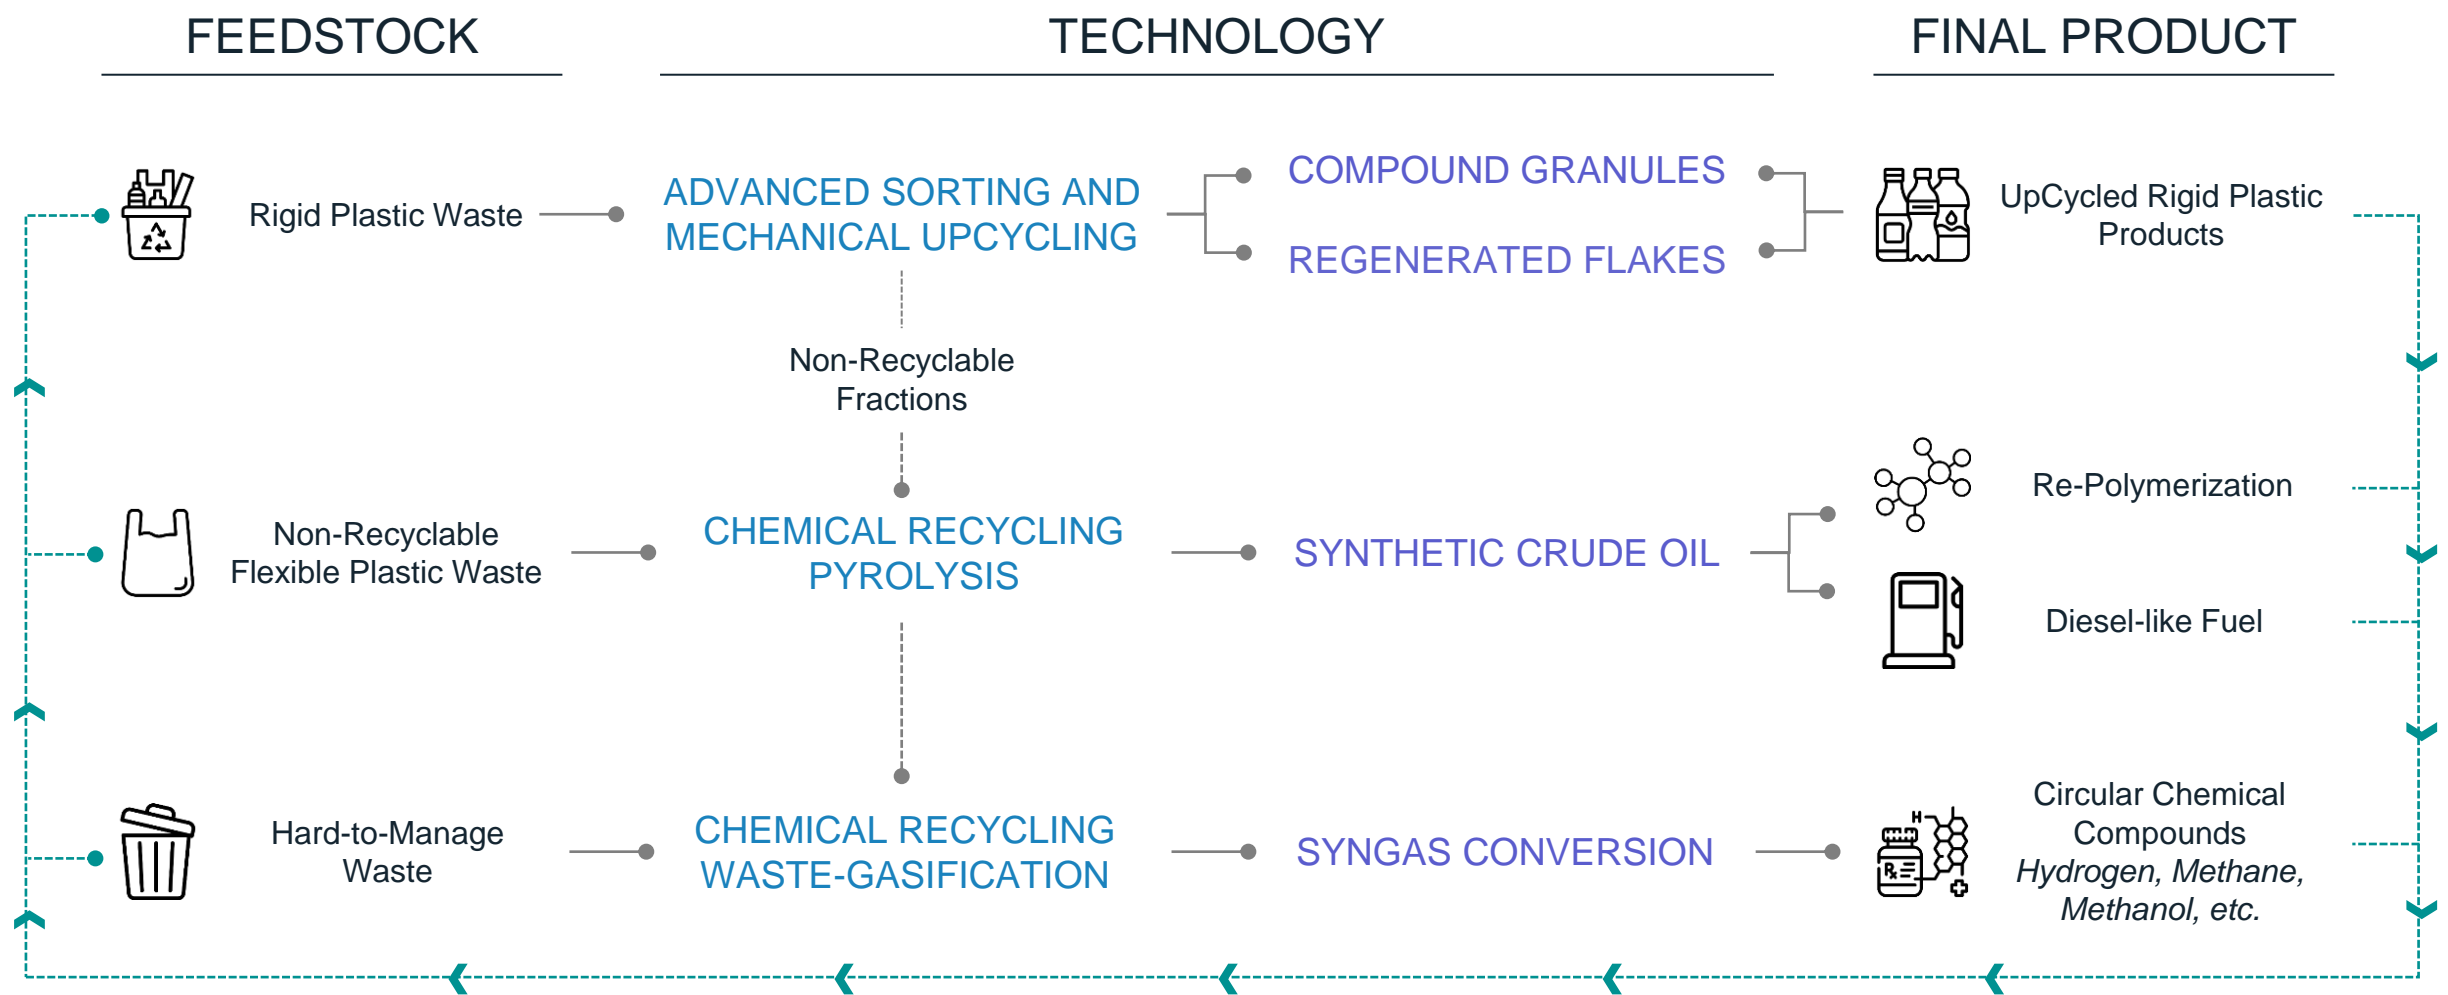 FEEDSTOCK
TECHNOLOGY
FINAL PRODUCT
Rigid Plastic Waste
ADVANCED SORTING AND
MECHANICAL UPCYCLING
COMPOUND GRANULES
REGENERATED FLAKES
UpCycled Rigid Plastic
Products
Non-Recyclable
Fractions
Non-Recyclable
Flexible Plastic Waste
CHEMICAL RECYCLING
PYROLYSIS
SYNTHETIC CRUDE OIL
Re-Polymerization
Diesel-like Fuel
Hard-to-Manage
Waste
CHEMICAL RECYCLING
WASTE-GASIFICATION
SYNGAS CONVERSION
H
Rx
Circular Chemical
Compounds
Hydrogen, Methane,
Methanol, etc.